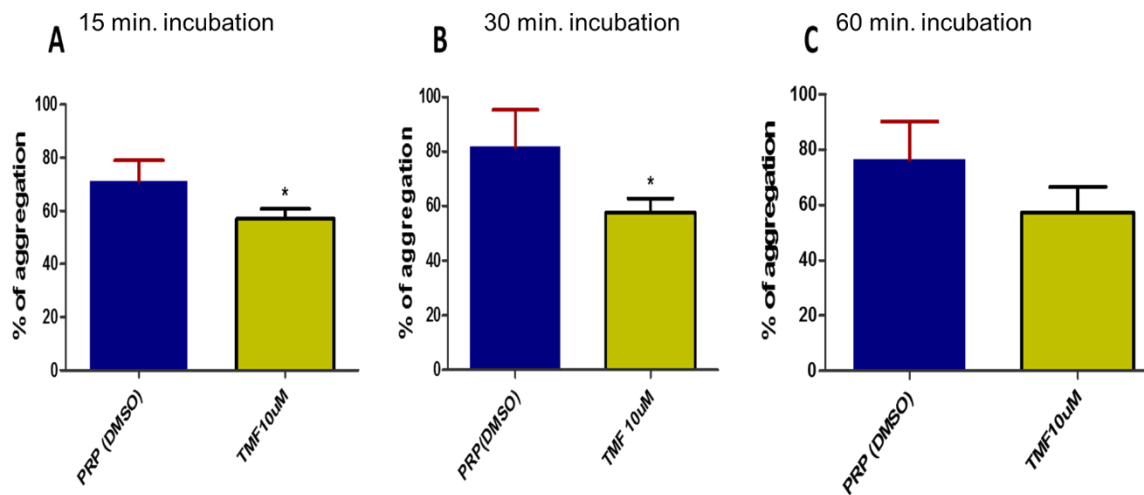 A 15 min. incubation
% of aggregation
100
80
60
40
20
0
*
PRP (DMSO)
TMF10uM
B 30 min. incubation
% of aggregation
100
80
60
40
20
0
*
PRP(DMSO)
TMF 10uM
C 60 min. incubation
% of aggregation
100
80
60
40
20
0
PRP (DMSO)
TMF10uM